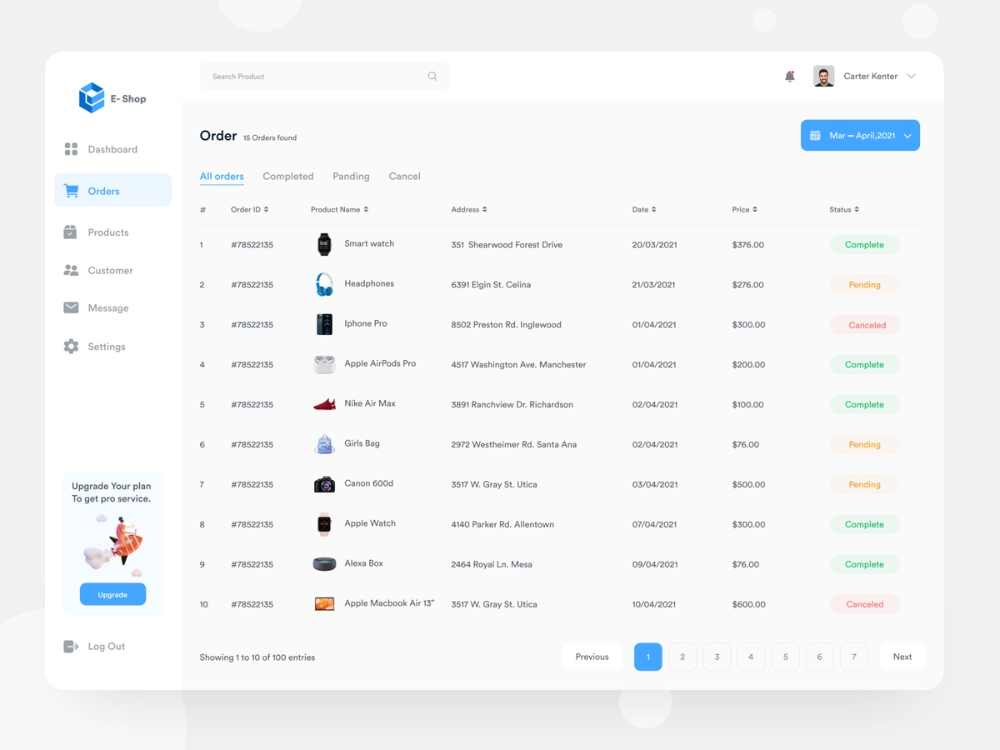 E- Shop
Search Product
Carter Kenter
Dashboard
Orders
Products
Customer
Message
Settings
Upgrade Your plan
To get pro service.
Upgrade
Log Out
Order 15 Orders found
Mar – April,2021
All orders Completed Panding Cancel
# Order ID Product Name Address Date Price Status
1 #78522135 Smart watch 351 Shearwood Forest Drive 20/03/2021 $376.00 Complete
2 #78522135 Headphones 6391 Elgin St. Celina 21/03/2021 $276.00 Pending
3 #78522135 Iphone Pro 8502 Preston Rd. Inglewood 01/04/2021 $300.00 Canceled
4 #78522135 Apple AirPods Pro 4517 Washington Ave. Manchester 01/04/2021 $200.00 Complete
5 #78522135 Nike Air Max 3891 Ranchview Dr. Richardson 02/04/2021 $100.00 Complete
6 #78522135 Girls Bag 2972 Westheimer Rd. Santa Ana 02/04/2021 $76.00 Pending
7 #78522135 Canon 600d 3517 W. Gray St. Utica 03/04/2021 $500.00 Pending
8 #78522135 Apple Watch 4140 Parker Rd. Allentown 07/04/2021 $300.00 Complete
9 #78522135 Alexa Box 2464 Royal Ln. Mesa 09/04/2021 $76.00 Complete
10 #78522135 Apple Macbook Air 13” 3517 W. Gray St. Utica 10/04/2021 $600.00 Canceled
Showing 1 to 10 of 100 entries
Previous 1 2 3 4 5 6 7 Next